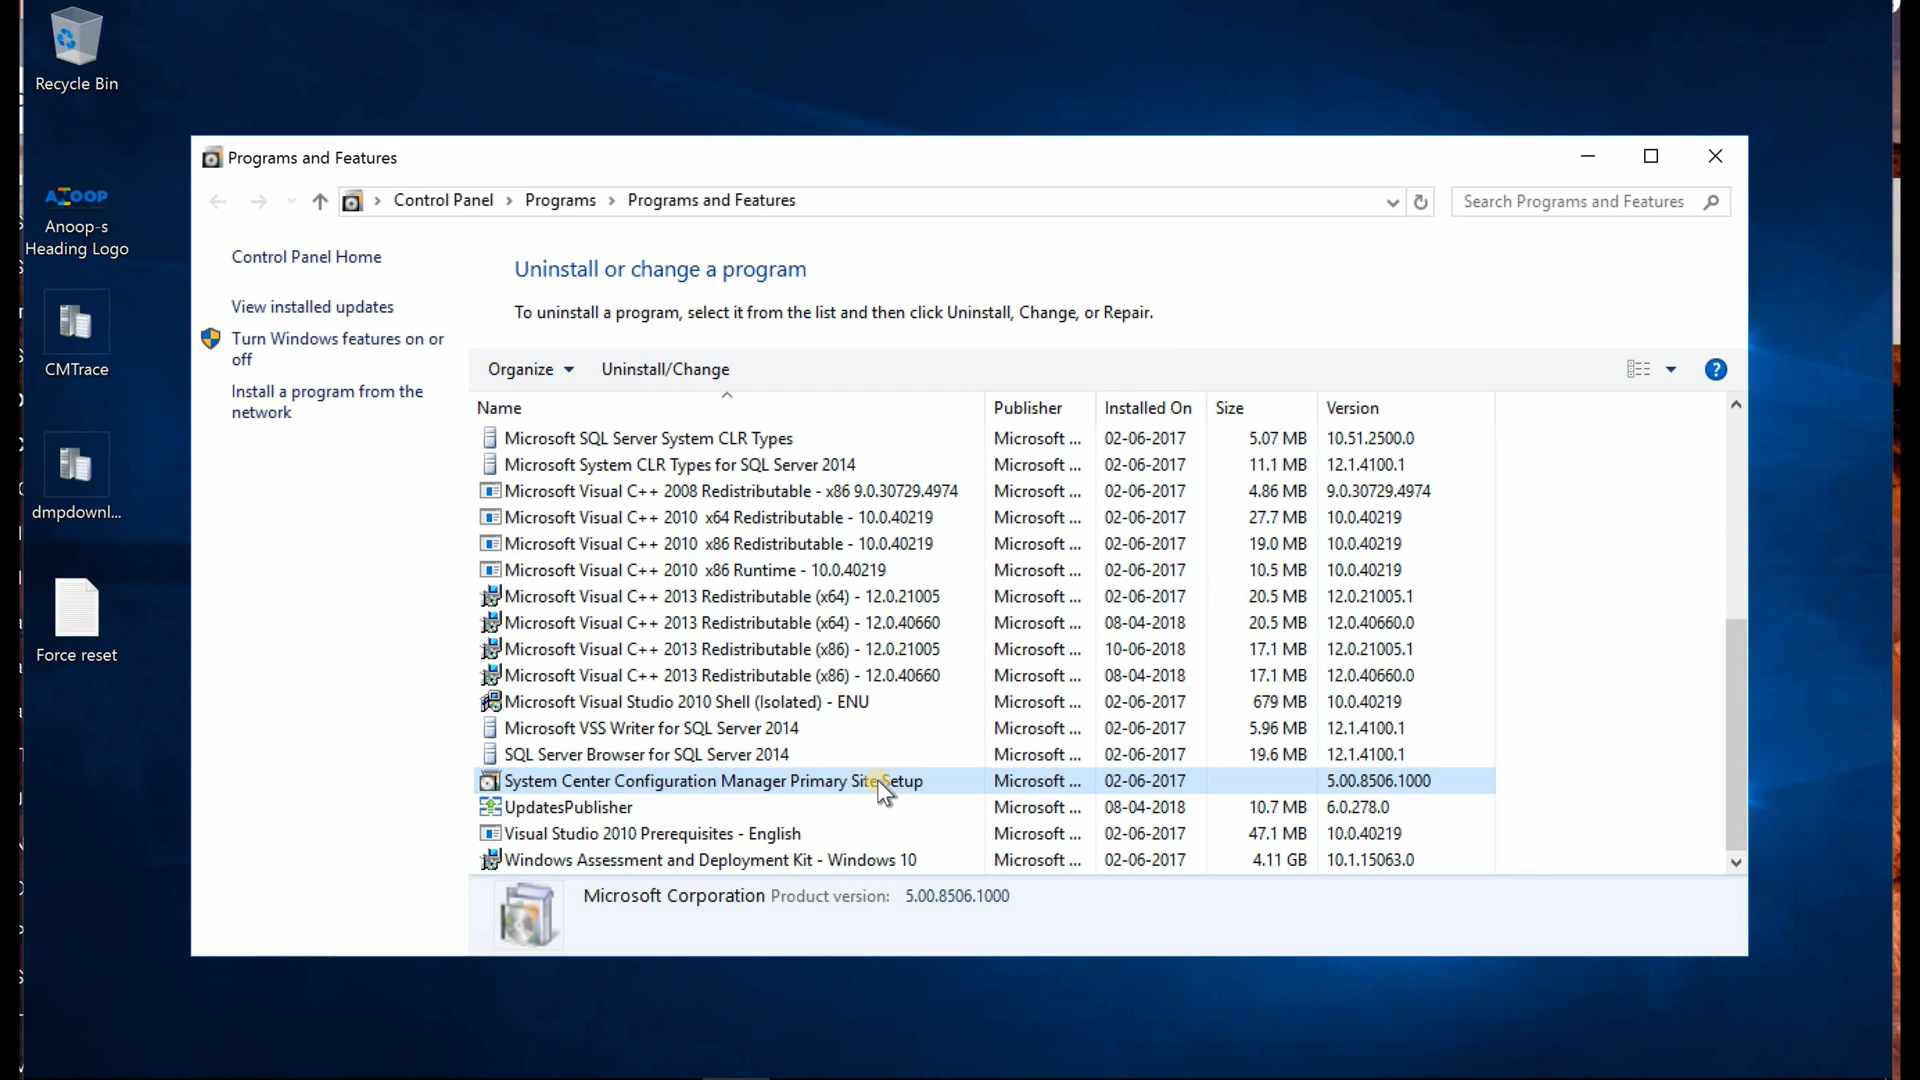 Recycle Bin
ANOOP
Anoop-s
Heading Logo
CMTrace
dmpdownl...
Force reset
Programs and Features
Control Panel > Programs > Programs and Features
Search Programs and Features
Control Panel Home
View installed updates
Turn Windows features on or
off
Install a program from the
network
Uninstall or change a program
To uninstall a program, select it from the list and then click Uninstall, Change, or Repair.
Organize Uninstall/Change
Name Publisher Installed On Size Version
Microsoft SQL Server System CLR Types Microsoft ... 02-06-2017 5.07 MB 10.51.2500.0
Microsoft System CLR Types for SQL Server 2014 Microsoft ... 02-06-2017 11.1 MB 12.1.4100.1
Microsoft Visual C++ 2008 Redistributable - x86 9.0.30729.4974 Microsoft ... 02-06-2017 4.86 MB 9.0.30729.4974
Microsoft Visual C++ 2010 x64 Redistributable - 10.0.40219 Microsoft ... 02-06-2017 27.7 MB 10.0.40219
Microsoft Visual C++ 2010 x86 Redistributable - 10.0.40219 Microsoft ... 02-06-2017 19.0 MB 10.0.40219
Microsoft Visual C++ 2010 x86 Runtime - 10.0.40219 Microsoft ... 02-06-2017 10.5 MB 10.0.40219
Microsoft Visual C++ 2013 Redistributable (x64) - 12.0.21005 Microsoft ... 02-06-2017 20.5 MB 12.0.21005.1
Microsoft Visual C++ 2013 Redistributable (x64) - 12.0.40660 Microsoft ... 08-04-2018 20.5 MB 12.0.40660.0
Microsoft Visual C++ 2013 Redistributable (x86) - 12.0.21005 Microsoft ... 10-06-2018 17.1 MB 12.0.21005.1
Microsoft Visual C++ 2013 Redistributable (x86) - 12.0.40660 Microsoft ... 08-04-2018 17.1 MB 12.0.40660.0
Microsoft Visual Studio 2010 Shell (Isolated) - ENU Microsoft ... 02-06-2017 679 MB 10.0.40219
Microsoft VSS Writer for SQL Server 2014 Microsoft ... 02-06-2017 5.96 MB 12.1.4100.1
SQL Server Browser for SQL Server 2014 Microsoft ... 02-06-2017 19.6 MB 12.1.4100.1
System Center Configuration Manager Primary Site Setup Microsoft ... 02-06-2017 5.00.8506.1000
UpdatesPublisher Microsoft ... 08-04-2018 10.7 MB 6.0.278.0
Visual Studio 2010 Prerequisites - English Microsoft ... 02-06-2017 47.1 MB 10.0.40219
Windows Assessment and Deployment Kit - Windows 10 Microsoft ... 02-06-2017 4.11 GB 10.1.15063.0
Microsoft Corporation Product version: 5.00.8506.1000